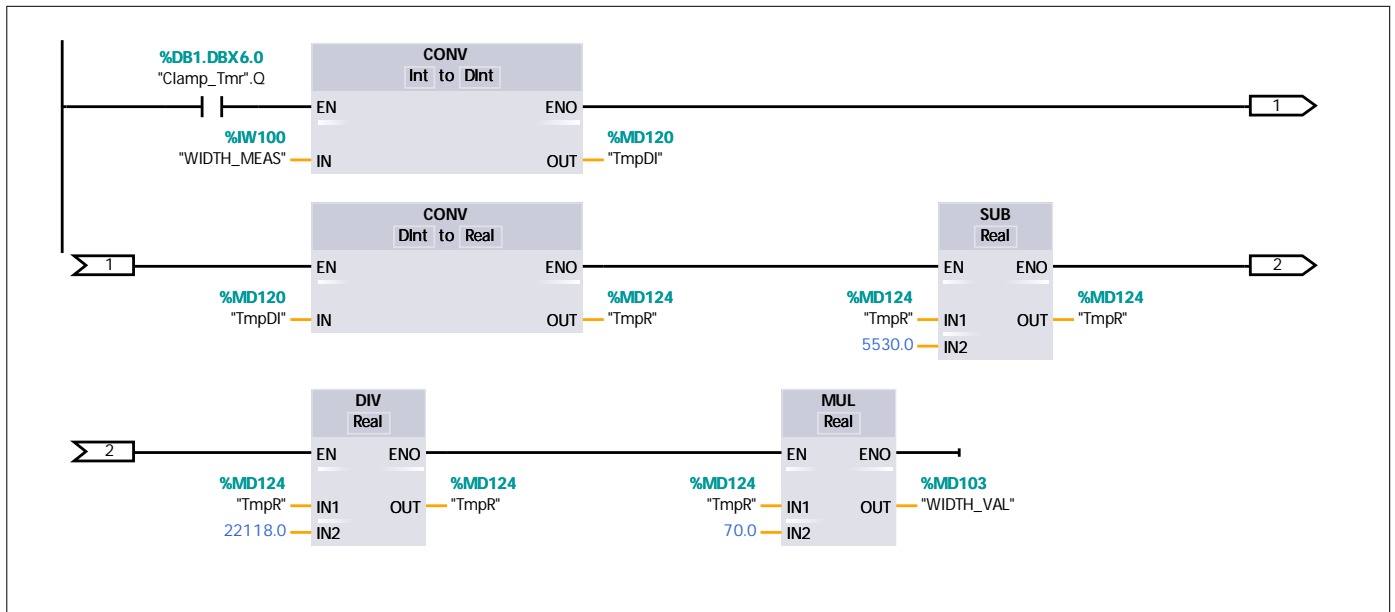 %DB1.DBX6.0
"Clamp_Tmr".Q
CONV
Int to DInt
EN ENO
1
%IW100
"WIDTH_MEAS"
IN
OUT
%MD120
"TmpDI"
CONV
DInt to Real
SUB
Real
1
EN ENO
EN ENO
2
%MD120
"TmpDI"
IN
OUT
%MD124
"TmpR"
%MD124
"TmpR"
IN1
OUT
%MD124
"TmpR"
5530.0
IN2
DIV
Real
MUL
Real
2
EN ENO
EN ENO
%MD124
"TmpR"
IN1
OUT
%MD124
"TmpR"
22118.0
IN2
%MD124
"TmpR"
IN1
OUT
%MD103
"WIDTH_VAL"
70.0
IN2